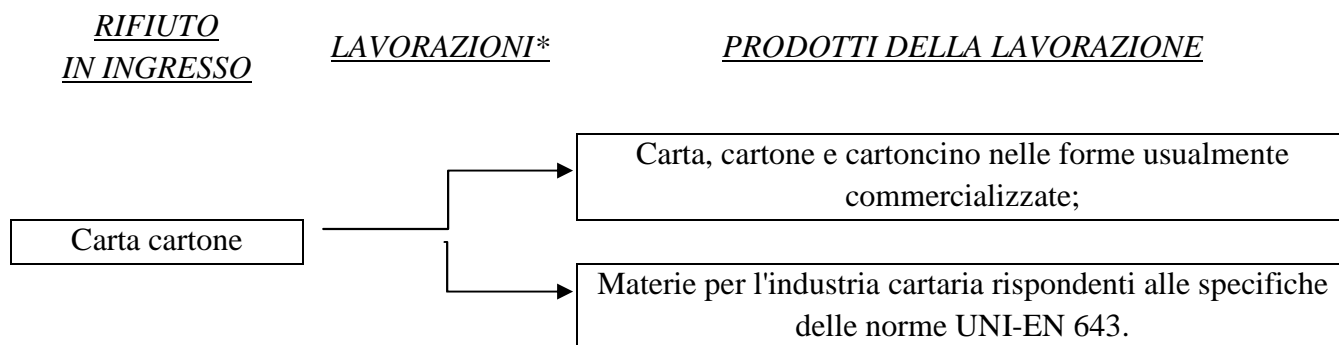 RIFIUTO
IN INGRESSO
LAVORAZIONI*
PRODOTTI DELLA LAVORAZIONE
Carta, cartone e cartoncino nelle forme usualmente
commercializzate;
Carta cartone
Materie per l'industria cartaria rispondenti alle specifiche
delle norme UNI-EN 643.